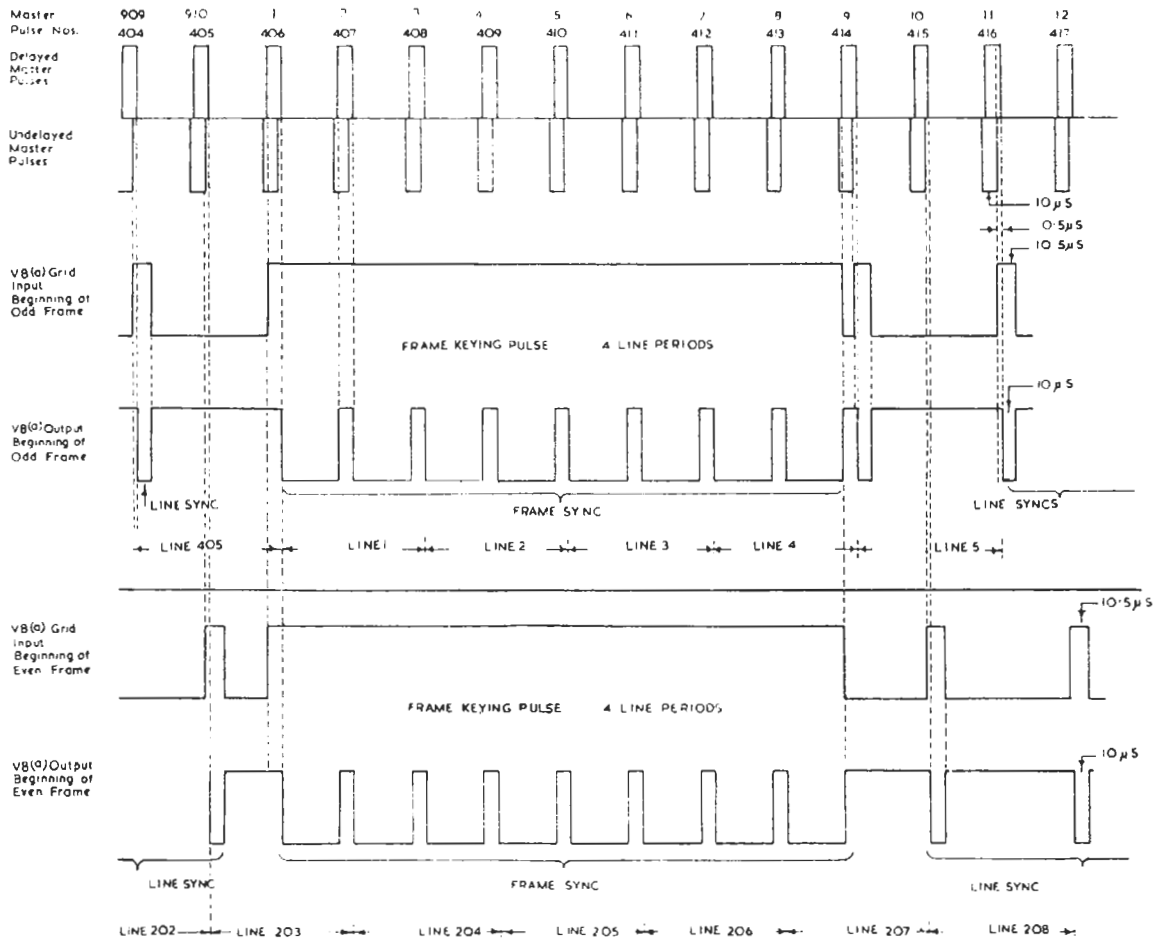 Master 909 910 1 2 3 4 5 6 7 8 9 10 11 12
Pulse Nos. 404 405 406 407 408 409 410 411 412 413 414 415 416 417
Delayed
Master
Pulses
Undelayed
Master
Pulses
10 µS
0·5µS
10·5µS
V8(a) Grid
Input
Beginning of
Odd Frame
FRAME KEYING PULSE 4 LINE PERIODS
10µS
V8(a) Output
Beginning of
Odd Frame
LINE SYNC
FRAME SYNC
LINE SYNCS
LINE 405 LINE 1 LINE 2 LINE 3 LINE 4 LINE 5
10·5µS
V8(a) Grid
Input
Beginning of
Even Frame
FRAME KEYING PULSE 4 LINE PERIODS
10µS
V8(a) Output
Beginning of
Even Frame
LINE SYNC
FRAME SYNC
LINE SYNC
LINE 202 LINE 203 LINE 204 LINE 205 LINE 206 LINE 207 LINE 208